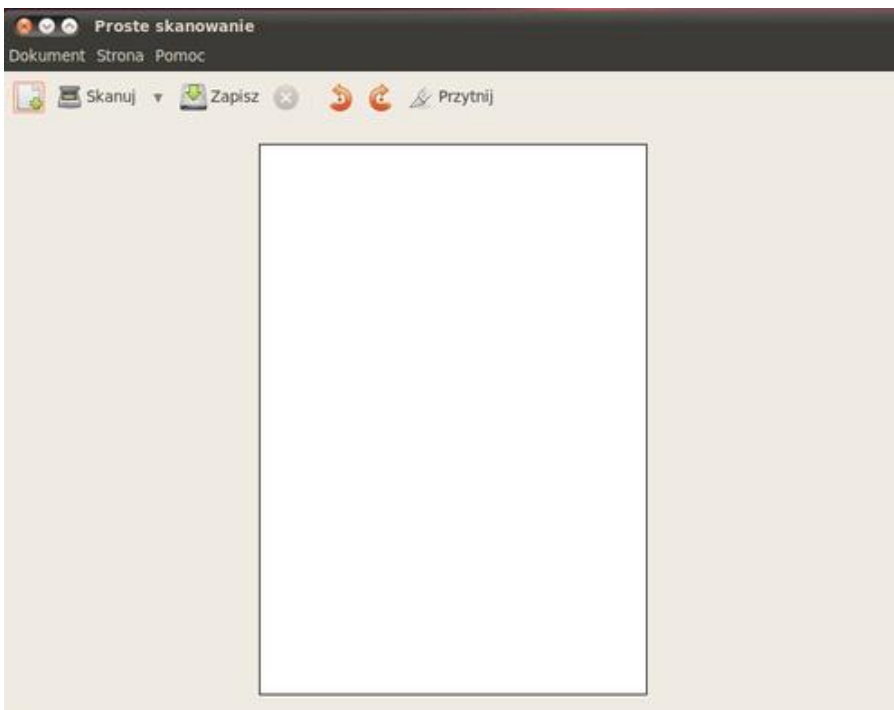 Proste skanowanie
Dokument Strona Pomoc
Skanuj Zapisz Przytnij